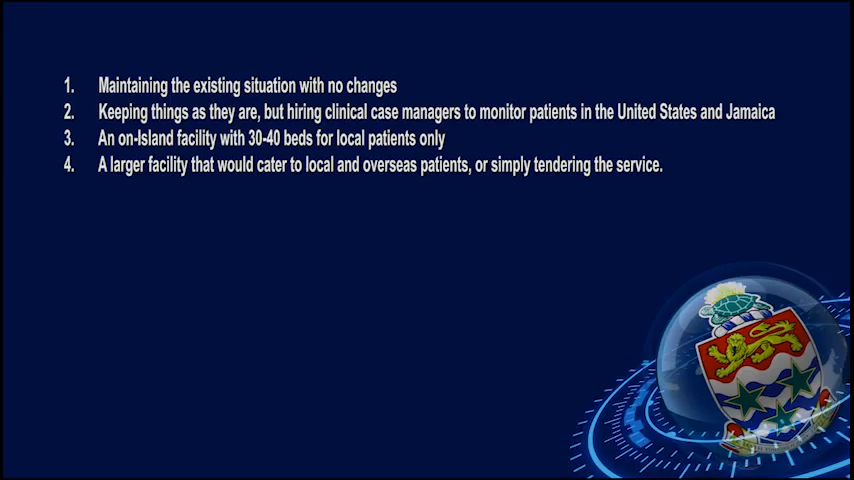 1. Maintaining the existing situation with no changes
2. Keeping things as they are, but hiring clinical case managers to monitor patients in the United States and Jamaica
3. An on-Island facility with 30-40 beds for local patients only
4. A larger facility that would cater to local and overseas patients, or simply tendering the service.